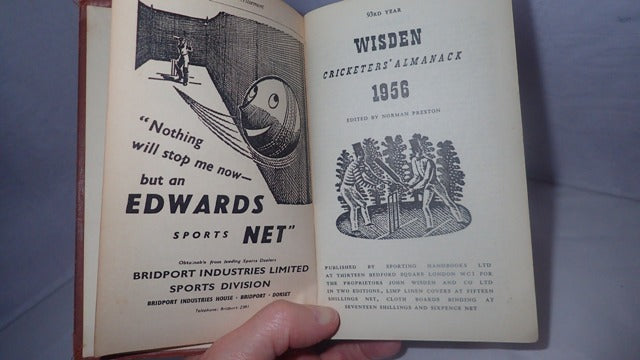 "Nothing
will stop me now—
but an
EDWARDS
SPORTS NET"
Obtainable from leading Sports Dealers
BRIDPORT INDUSTRIES LIMITED
SPORTS DIVISION
BRIDPORT INDUSTRIES HOUSE · BRIDPORT · DORSET
Telephone: Bridport 2361
93RD YEAR
WISDEN
CRICKETERS' ALMANACK
1956
EDITED BY NORMAN PRESTON
PUBLISHED BY SPORTING HANDBOOKS LTD
AT THIRTEEN BEDFORD SQUARE LONDON WC1 FOR
THE PROPRIETORS JOHN WISDEN AND CO LTD
IN TWO EDITIONS, LIMP LINEN COVERS AT FIFTEEN
SHILLINGS NET, CLOTH BOARDS BINDING AT
SEVENTEEN SHILLINGS AND SIXPENCE NET